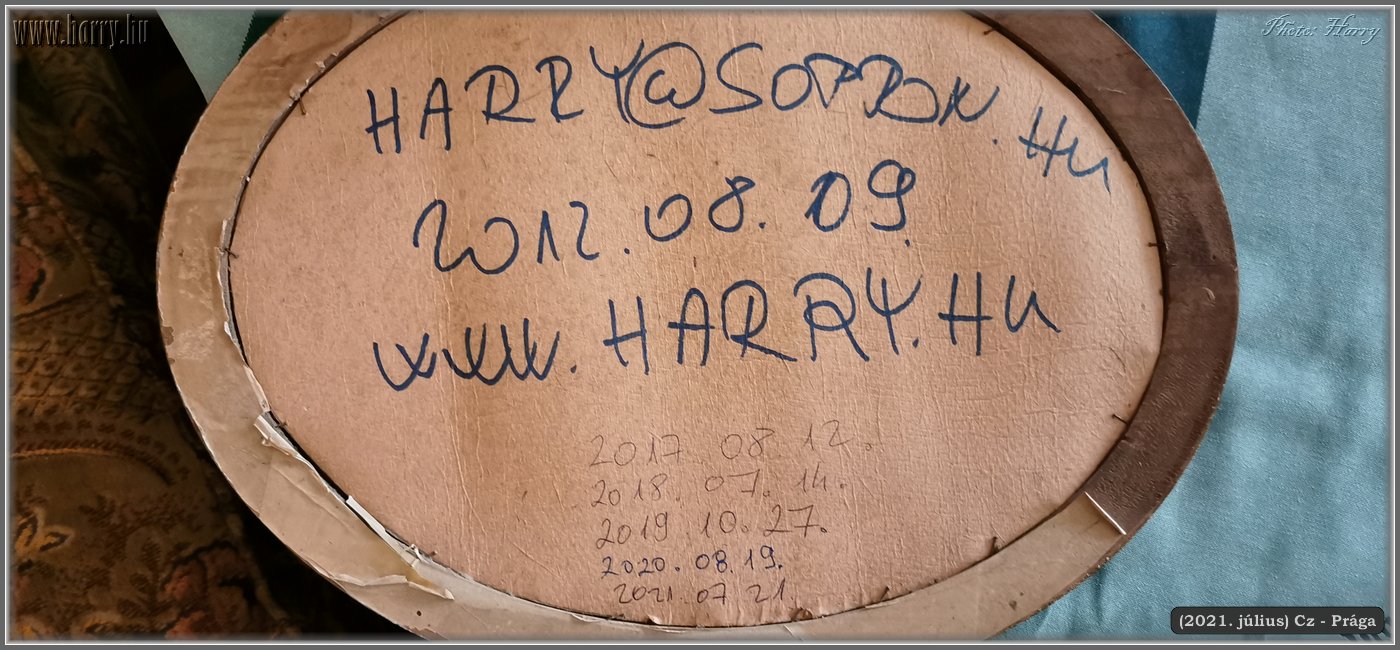 www.harry.hu
Photo: Harry
HARRY@SOPRON.HU
2012.08.09.
WWW.HARRY.HU
2017 08 12.
2018. 07. 14.
2019 10. 27.
2020. 08. 19.
2021. 07 21.
(2021. július) Cz - Prága